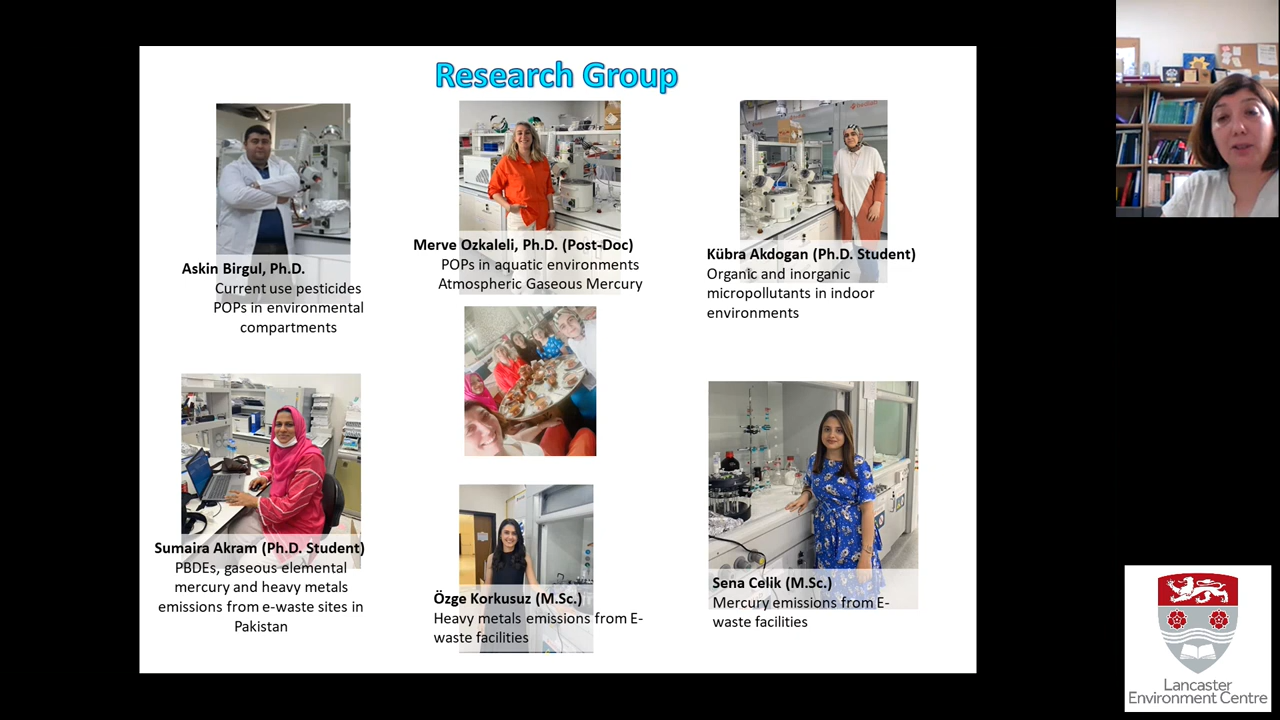 Research Group
Askin Birgul, Ph.D.
Current use pesticides
POPs in environmental
compartments
Merve Ozkaleli, Ph.D. (Post-Doc)
POPs in aquatic environments
Atmospheric Gaseous Mercury
Kübra Akdogan (Ph.D. Student)
Organic and inorganic
micropollutants in indoor
environments
Sumaira Akram (Ph.D. Student)
PBDEs, gaseous elemental
mercury and heavy metals
emissions from e-waste sites in
Pakistan
Özge Korkusuz (M.Sc.)
Heavy metals emissions from E-
waste facilities
Sena Celik (M.Sc.)
Mercury emissions from E-
waste facilities
Lancaster
Environment Centre